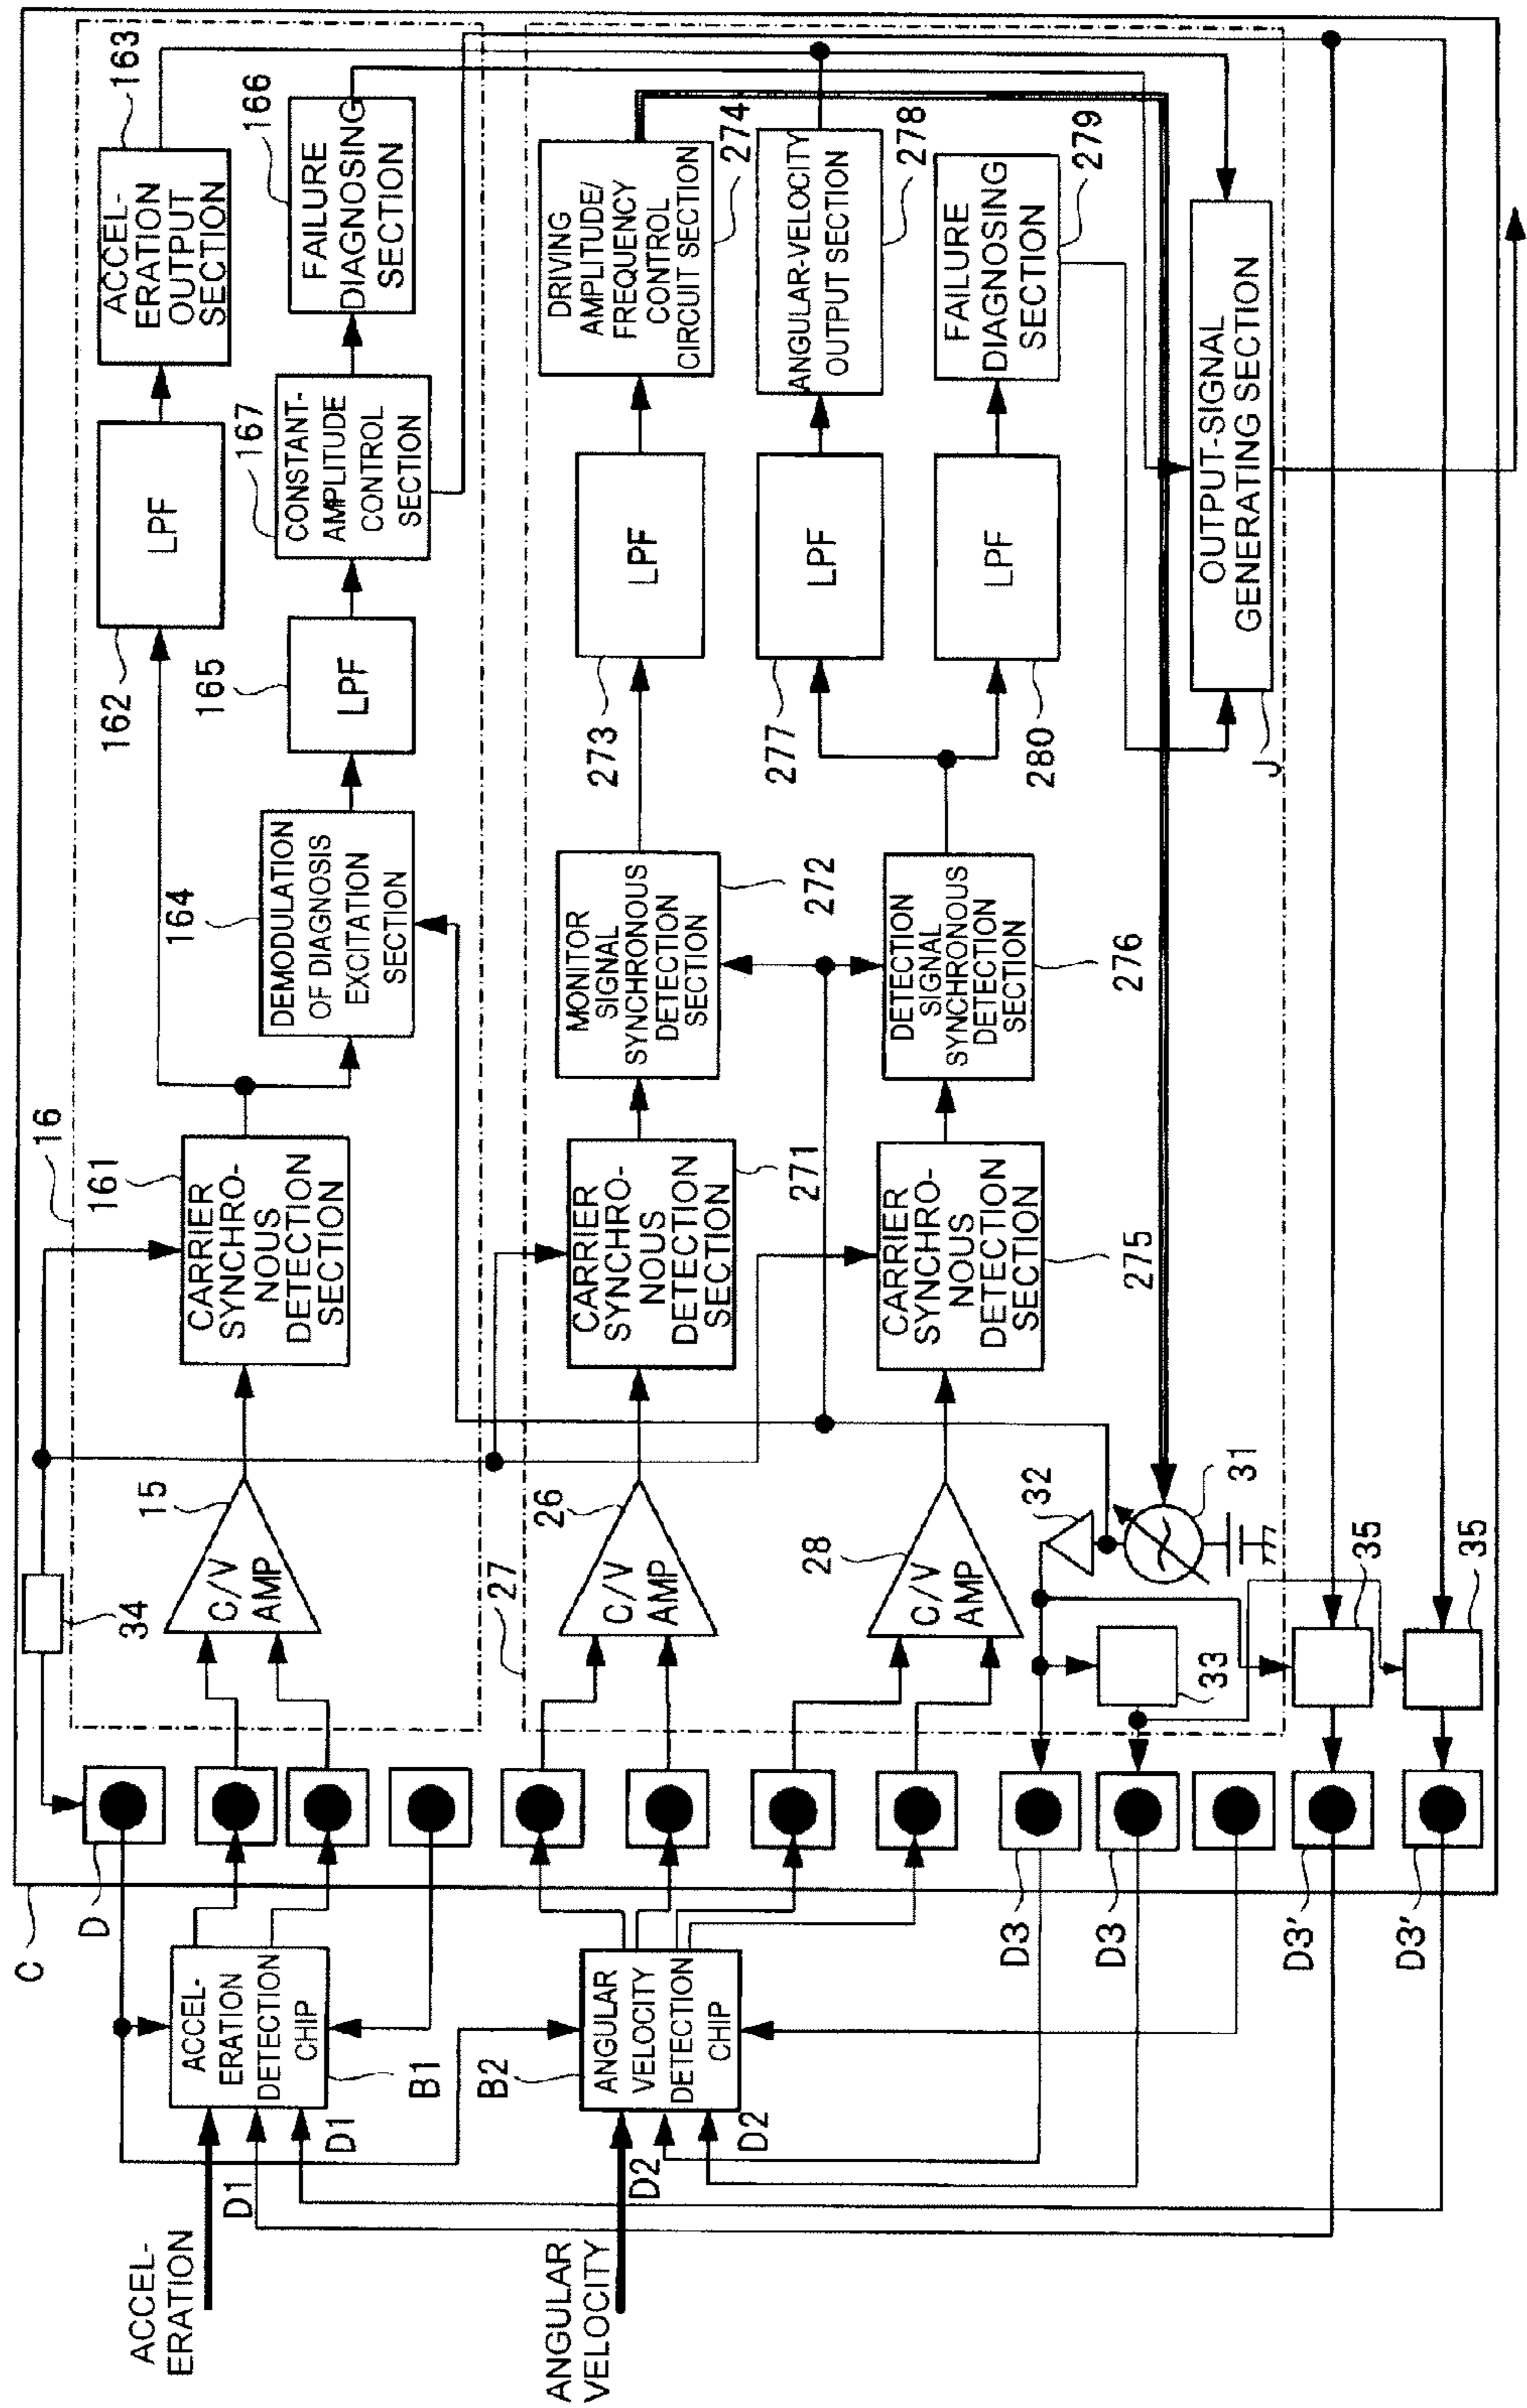 C
ACCEL-
ERATION
ANGULAR
VELOCITY
D1
D1
D2
D2
ACCEL-
ERATION
DETECTION
CHIP
B1
ANGULAR
VELOCITY
DETECTION
CHIP
B2
D
D3
D3
D3'
D3'
34
16
15
C/V
AMP
161
CARRIER
SYNCHRO-
NOUS
DETECTION
SECTION
162
LPF
163
ACCEL-
ERATION
OUTPUT
SECTION
164
DEMODULATION
OF DIAGNOSIS
EXCITATION
SECTION
165
LPF
167
CONSTANT-
AMPLITUDE
CONTROL
SECTION
166
FAILURE
DIAGNOSING
SECTION
27
26
C/V
AMP
271
CARRIER
SYNCHRO-
NOUS
DETECTION
SECTION
272
MONITOR
SIGNAL
SYNCHRONOUS
DETECTION
SECTION
273
LPF
274
DRIVING
AMPLITUDE/
FREQUENCY
CONTROL
CIRCUIT SECTION
28
C/V
AMP
275
CARRIER
SYNCHRO-
NOUS
DETECTION
SECTION
276
DETECTION
SIGNAL
SYNCHRONOUS
DETECTION
SECTION
277
LPF
278
ANGULAR-VELOCITY
OUTPUT SECTION
280
LPF
279
FAILURE
DIAGNOSING
SECTION
J
OUTPUT-SIGNAL
GENERATING SECTION
32
31
33
35
35